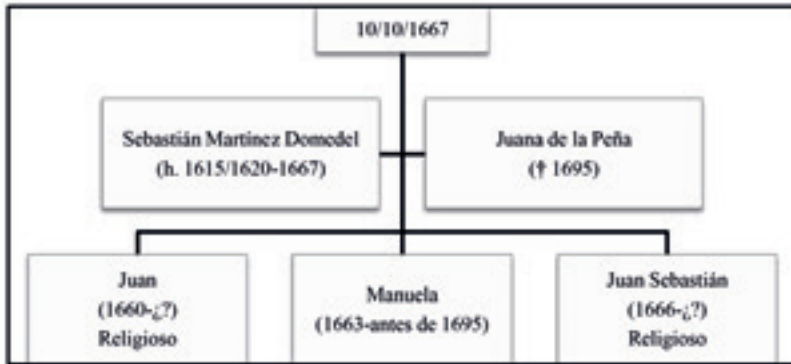 10/10/1667
Sebastián Martínez Domedel
(h. 1615/1620-1667)
Juana de la Peña
(† 1695)
Juan
(1660-¿?)
Religioso
Manuela
(1663-antes de 1695)
Juan Sebastián
(1666-¿?)
Religioso